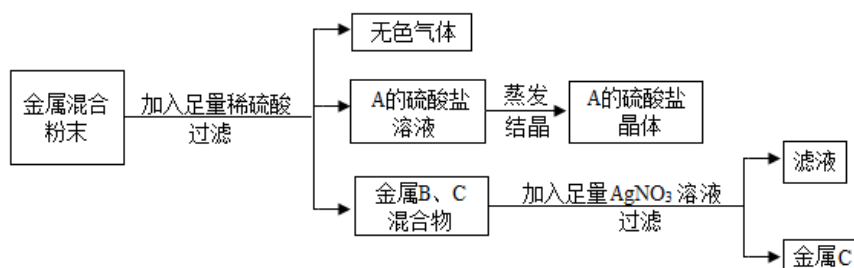 无色气体
金属混合
粉末
加入足量稀硫酸
过滤
A的硫酸盐
溶液
蒸发
结晶
A的硫酸盐
晶体
金属B、C
混合物
加入足量AgNO₃溶液
过滤
滤液
金属C